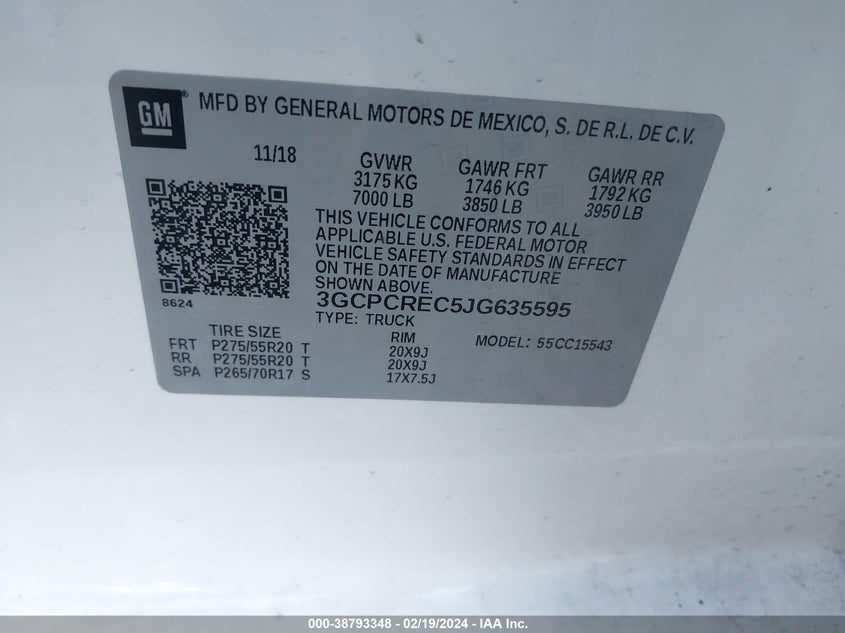 GM ® MFD BY GENERAL MOTORS DE MEXICO, S. DE R.L. DE C.V.
11/18 GVWR GAWR FRT GAWR RR
3175 KG 1746 KG 1792 KG
7000 LB 3850 LB 3950 LB
THIS VEHICLE CONFORMS TO ALL
APPLICABLE U.S. FEDERAL MOTOR
VEHICLE SAFETY STANDARDS IN EFFECT
ON THE DATE OF MANUFACTURE
SHOWN ABOVE.
8624 3GCPCREC5JG635595
TYPE: TRUCK
TIRE SIZE RIM MODEL: 55CC15543
FRT P275/55R20 T 20X9J
RR P275/55R20 T 20X9J
SPA P265/70R17 S 17X7.5J
000-38793348 - 02/19/2024 - IAA Inc.